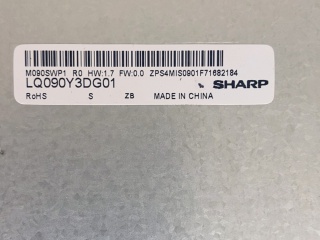 M090SWP1 R0 HW:1.7 FW:0.0 ZPS4MIS0901F71682184
LQ090Y3DG01 SHARP
RoHS S ZB MADE IN CHINA